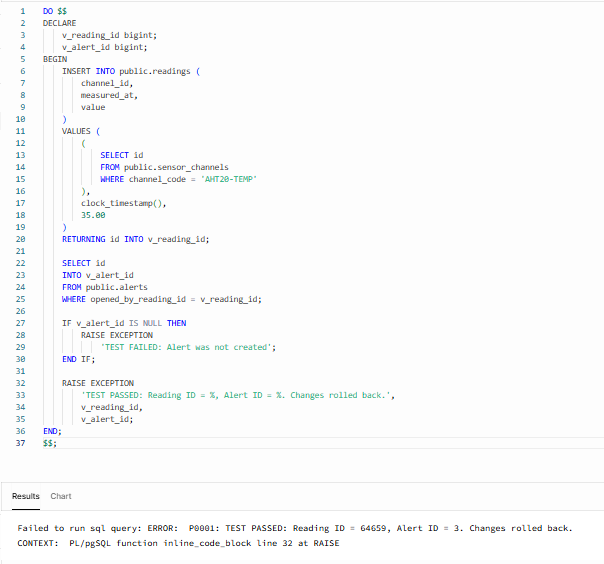 1 DO $$
2 DECLARE
3 v_reading_id bigint;
4 v_alert_id bigint;
5 BEGIN
6 INSERT INTO public.readings (
7 channel_id,
8 measured_at,
9 value
10 )
11 VALUES (
12 (
13 SELECT id
14 FROM public.sensor_channels
15 WHERE channel_code = 'AHT20-TEMP'
16 ),
17 clock_timestamp(),
18 35.00
19 )
20 RETURNING id INTO v_reading_id;
21
22 SELECT id
23 INTO v_alert_id
24 FROM public.alerts
25 WHERE opened_by_reading_id = v_reading_id;
26
27 IF v_alert_id IS NULL THEN
28 RAISE EXCEPTION
29 'TEST FAILED: Alert was not created';
30 END IF;
31
32 RAISE EXCEPTION
33 'TEST PASSED: Reading ID = %, Alert ID = %. Changes rolled back.',
34 v_reading_id,
35 v_alert_id;
36 END;
37 $$;
Results Chart
Failed to run sql query: ERROR: P0001: TEST PASSED: Reading ID = 64659, Alert ID = 3. Changes rolled back.
CONTEXT: PL/pgSQL function inline_code_block line 32 at RAISE